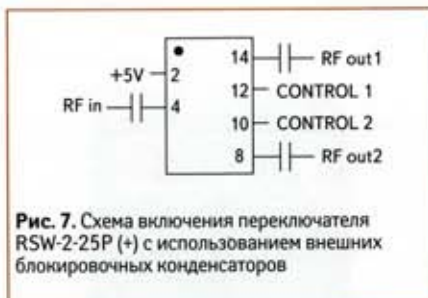 14 RF out1
+5V 2
12 CONTROL 1
RF in 4
10 CONTROL 2
8 RF out2
Рис. 7. Схема включения переключателя
RSW-2-25P (+) с использованием внешних
блокировочных конденсаторов